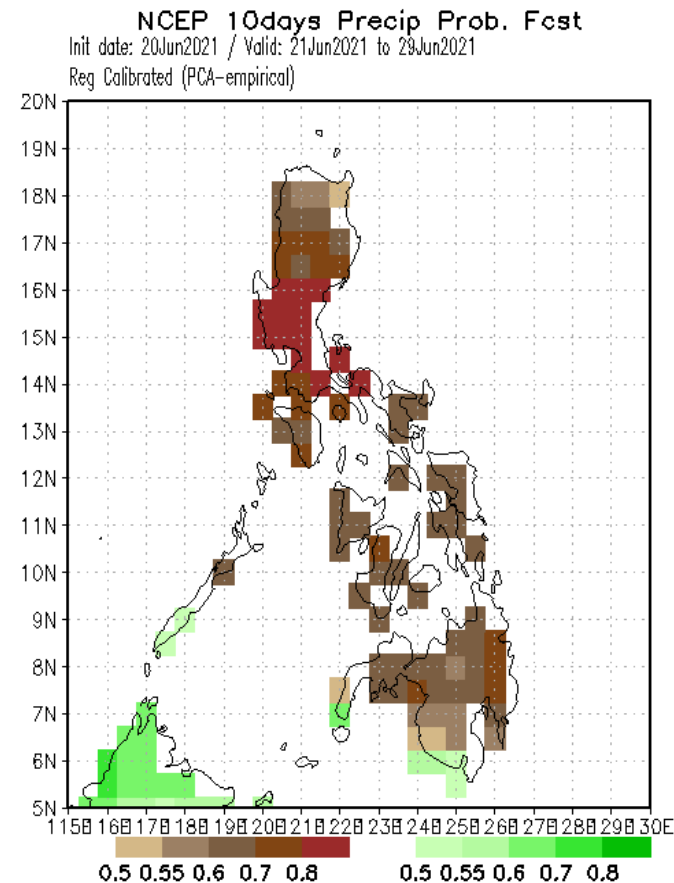 NCEP 10days Precip Prob. Fcst
Init date: 20Jun2021 / Valid: 21Jun2021 to 29Jun2021
Reg Calibrated (PCA-empirical)
20N
19N
18N
17N
16N
15N
14N
13N
12N
11N
10N
9N
8N
7N
6N
5N
115E 116E 117E 118E 119E 120E 121E 122E 123E 124E 125E 126E 127E 128E 129E 130E
0.5 0.55 0.6 0.7 0.8 0.5 0.55 0.6 0.7 0.8